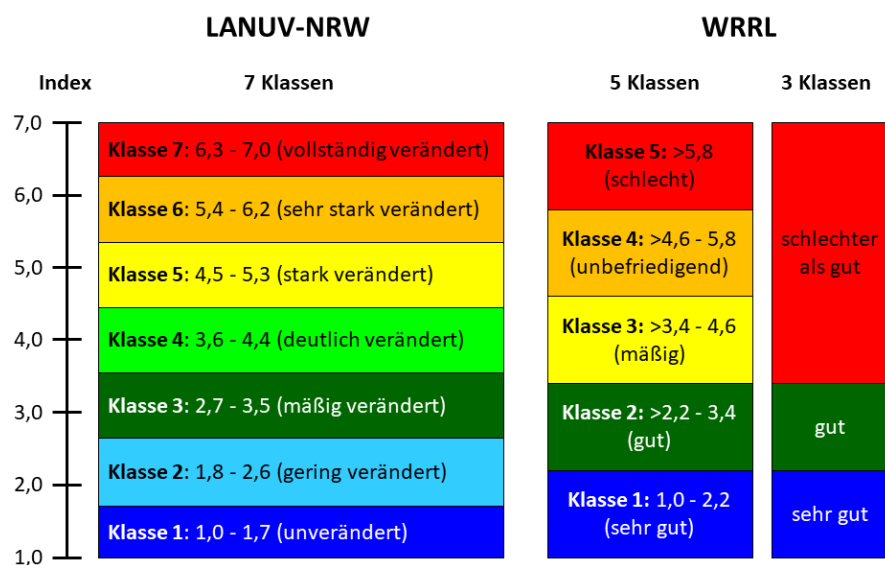 LANUV-NRW
WRRL
Index
7 Klassen
5 Klassen
3 Klassen
7,0
6,0
5,0
4,0
3,0
2,0
1,0
Klasse 7: 6,3 - 7,0 (vollständig verändert)
Klasse 6: 5,4 - 6,2 (sehr stark verändert)
Klasse 5: 4,5 - 5,3 (stark verändert)
Klasse 4: 3,6 - 4,4 (deutlich verändert)
Klasse 3: 2,7 - 3,5 (mäßig verändert)
Klasse 2: 1,8 - 2,6 (gering verändert)
Klasse 1: 1,0 - 1,7 (unverändert)
Klasse 5: >5,8
(schlecht)
Klasse 4: >4,6 - 5,8
(unbefriedigend)
Klasse 3: >3,4 - 4,6
(mäßig)
Klasse 2: >2,2 - 3,4
(gut)
Klasse 1: 1,0 - 2,2
(sehr gut)
schlechter
als gut
gut
sehr gut